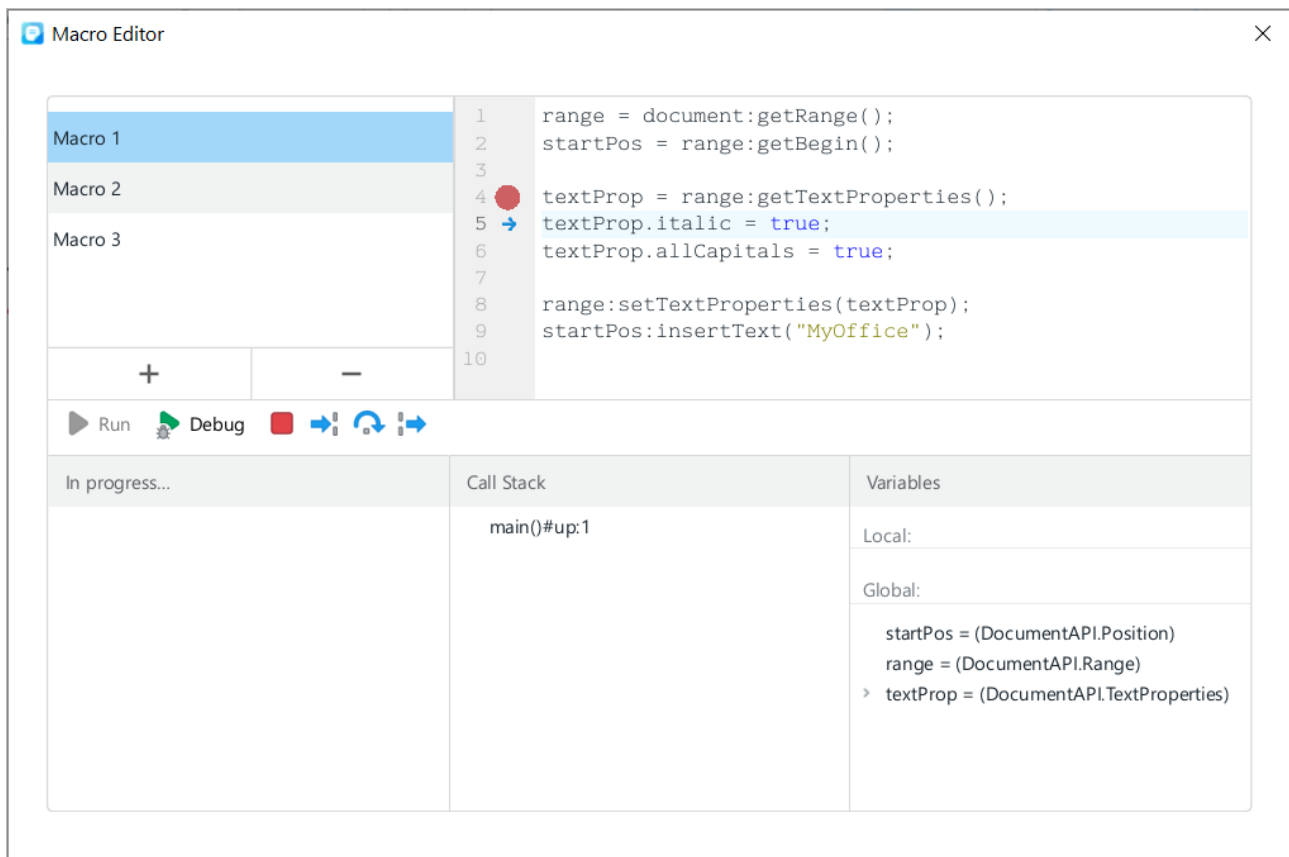 Macro Editor
Macro 1
Macro 2
Macro 3
1 range = document:getRange();
2 startPos = range:getBegin();
3
4 textProp = range:getTextProperties();
5 textProp.italic = true;
6 textProp.allCapitals = true;
7
8 range:setTextProperties(textProp);
9 startPos:insertText("MyOffice");
10
Run Debug
In progress...
Call Stack
main()#up:1
Variables
Local:
Global:
startPos = (DocumentAPI.Position)
range = (DocumentAPI.Range)
textProp = (DocumentAPI.TextProperties)